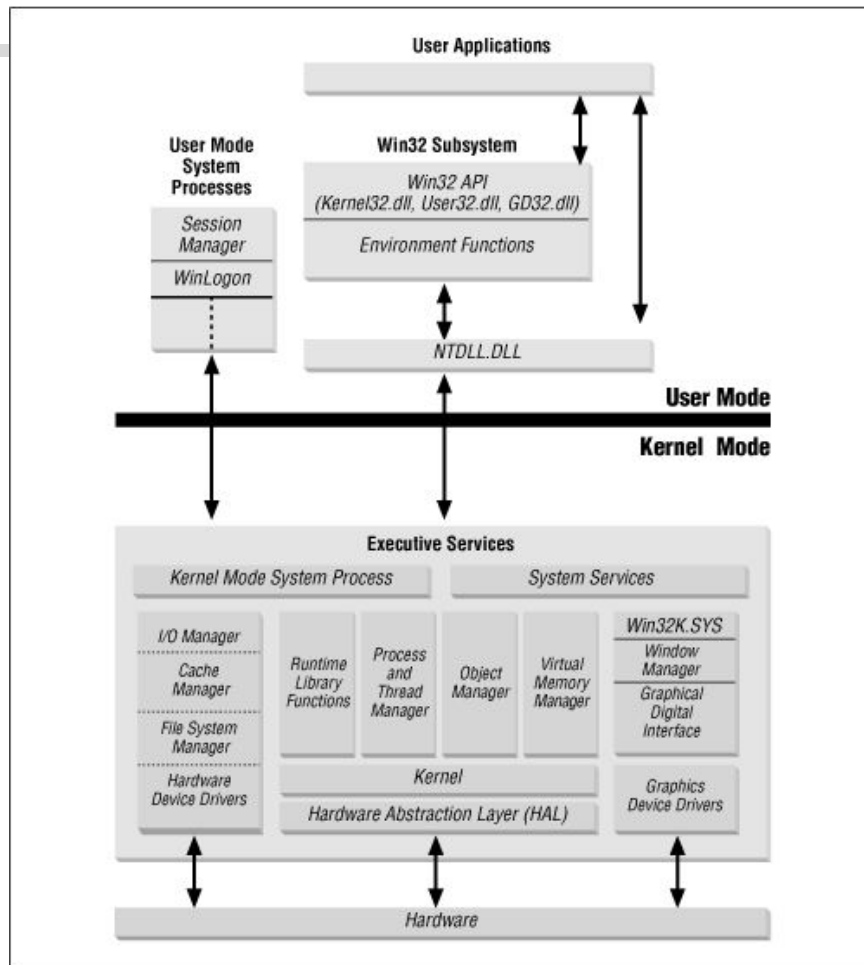 User Applications
User Mode
System
Processes
Session
Manager
WinLogon
Win32 Subsystem
Win32 API
(Kernel32.dll, User32.dll, GD32.dll)
Environment Functions
NTDLL.DLL
User Mode
Kernel Mode
Executive Services
Kernel Mode System Process
System Services
I/O Manager
Cache
Manager
File System
Manager
Hardware
Device Drivers
Runtime
Library
Functions
Process
and
Thread
Manager
Object
Manager
Virtual
Memory
Manager
Win32K.SYS
Window
Manager
Graphical
Digital
Interface
Kernel
Hardware Abstraction Layer (HAL)
Graphics
Device Drivers
Hardware